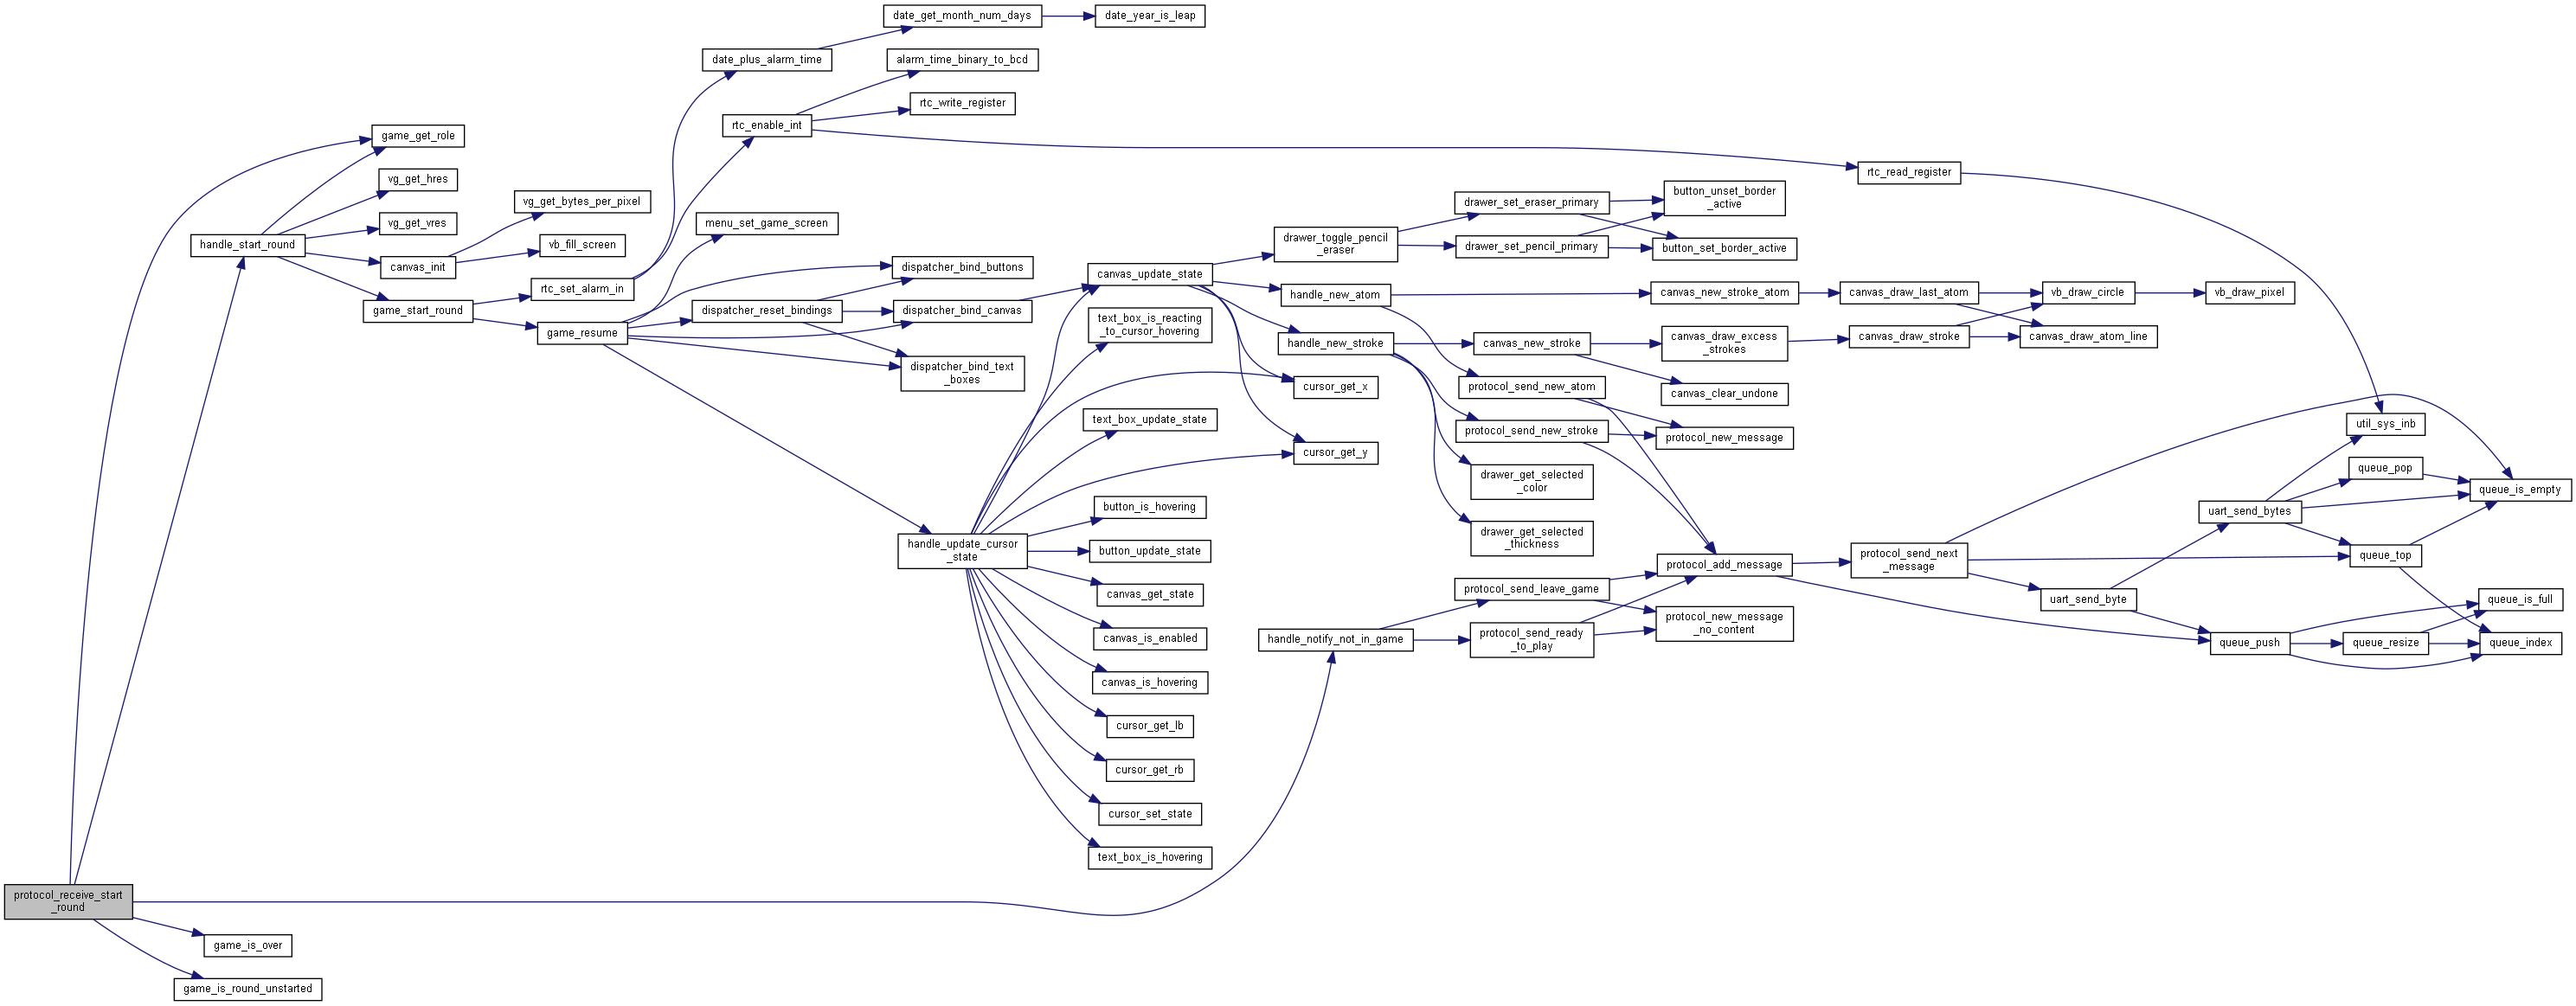 date_get_month_num_days
date_year_is_leap
date_plus_alarm_time
alarm_time_binary_to_bcd
rtc_write_register
rtc_enable_int
game_get_role
rtc_read_register
vg_get_hres
vg_get_bytes_per_pixel
button_unset_border
_active
drawer_set_eraser_primary
vg_get_vres
menu_set_game_screen
handle_start_round
vb_fill_screen
drawer_toggle_pencil
_eraser
drawer_set_pencil_primary
button_set_border_active
canvas_init
dispatcher_bind_buttons
canvas_update_state
rtc_set_alarm_in
handle_new_atom
canvas_new_stroke_atom
canvas_draw_last_atom
vb_draw_circle
vb_draw_pixel
game_start_round
dispatcher_reset_bindings
dispatcher_bind_canvas
text_box_is_reacting
_to_cursor_hovering
game_resume
handle_new_stroke
canvas_new_stroke
canvas_draw_excess
_strokes
canvas_draw_stroke
canvas_draw_atom_line
dispatcher_bind_text
_boxes
cursor_get_x
protocol_send_new_atom
canvas_clear_undone
text_box_update_state
util_sys_inb
protocol_send_new_stroke
protocol_new_message
cursor_get_y
queue_pop
drawer_get_selected
_color
queue_is_empty
button_is_hovering
uart_send_bytes
drawer_get_selected
_thickness
handle_update_cursor
_state
button_update_state
protocol_send_next
_message
queue_top
protocol_add_message
canvas_get_state
protocol_send_leave_game
uart_send_byte
queue_is_full
protocol_new_message
_no_content
canvas_is_enabled
handle_notify_not_in_game
protocol_send_ready
_to_play
queue_push
queue_resize
queue_index
canvas_is_hovering
cursor_get_lb
cursor_get_rb
cursor_set_state
text_box_is_hovering
protocol_receive_start
_round
game_is_over
game_is_round_unstarted